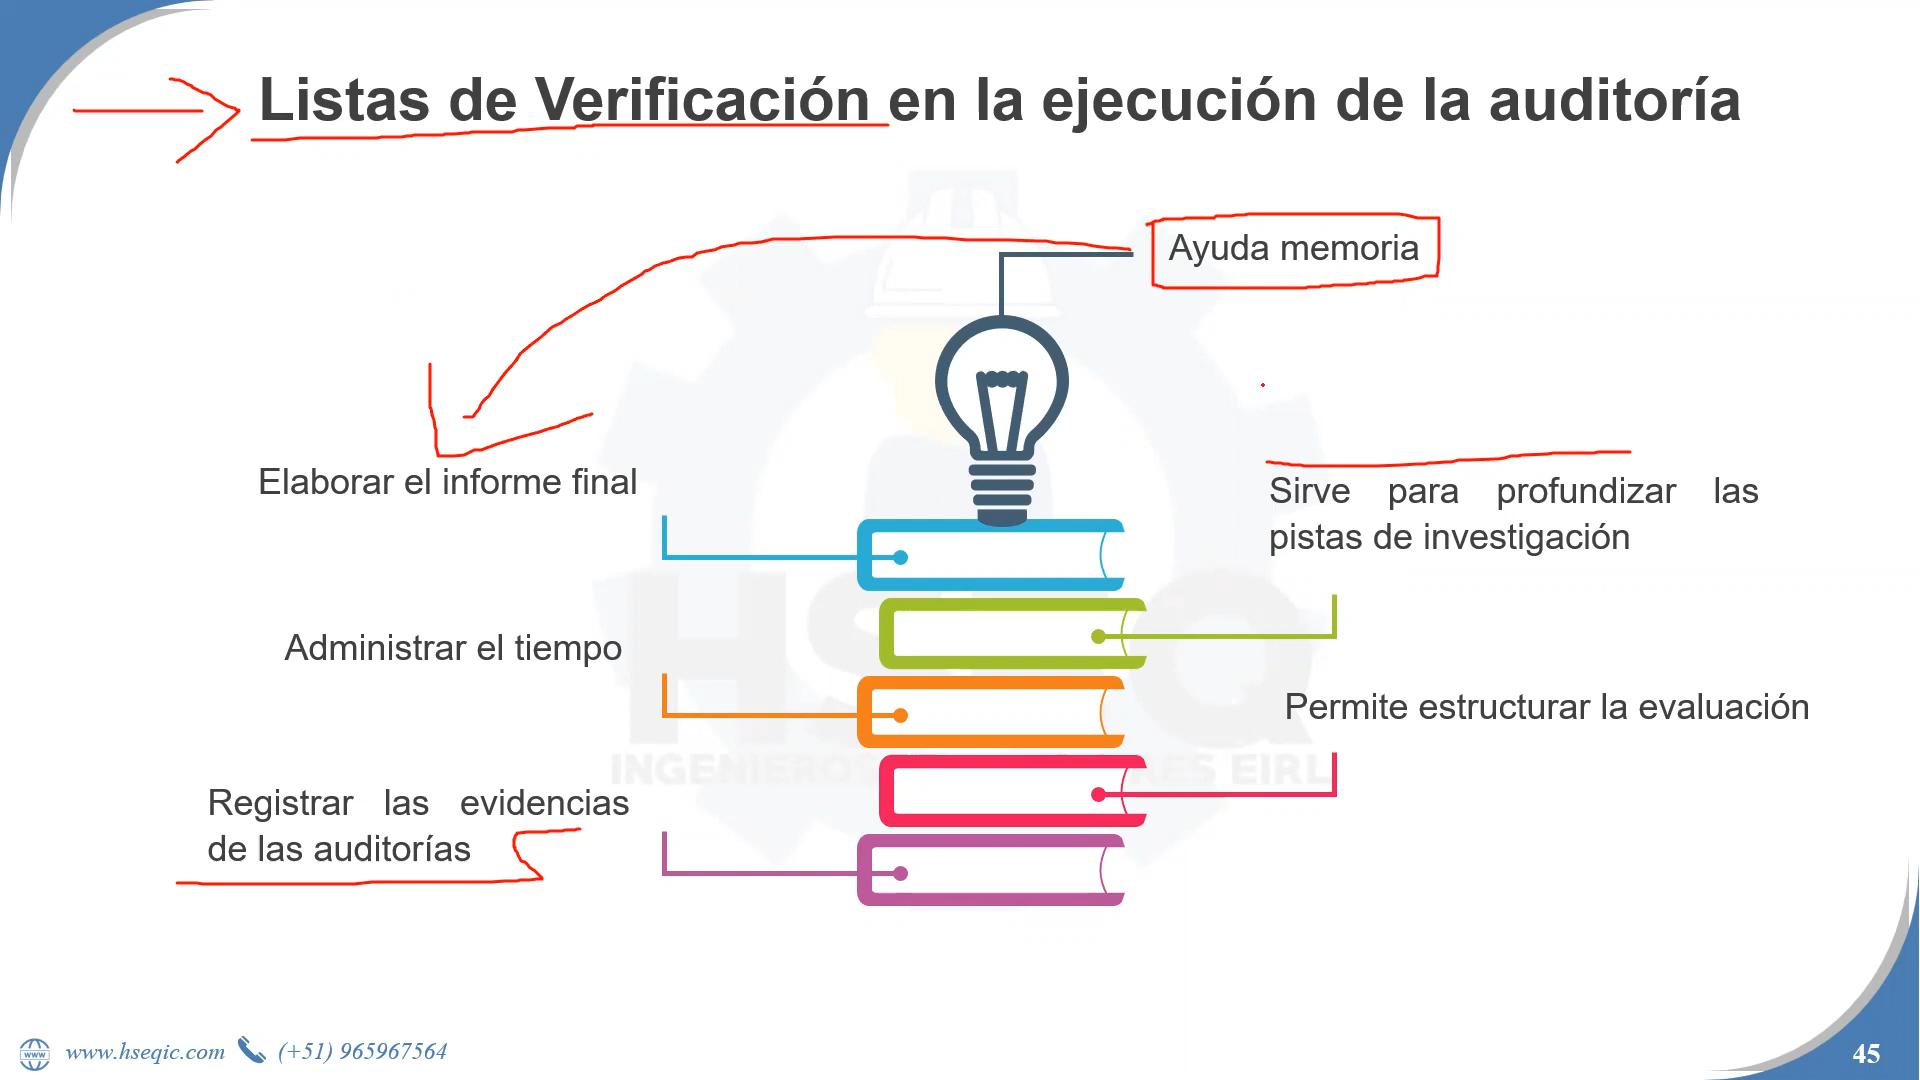 Listas de Verificación en la ejecución de la auditoría
Ayuda memoria
Elaborar el informe final
Sirve para profundizar las
pistas de investigación
Administrar el tiempo
Permite estructurar la evaluación
Registrar las evidencias
de las auditorías
www.hseqic.com (+51) 965967564
45